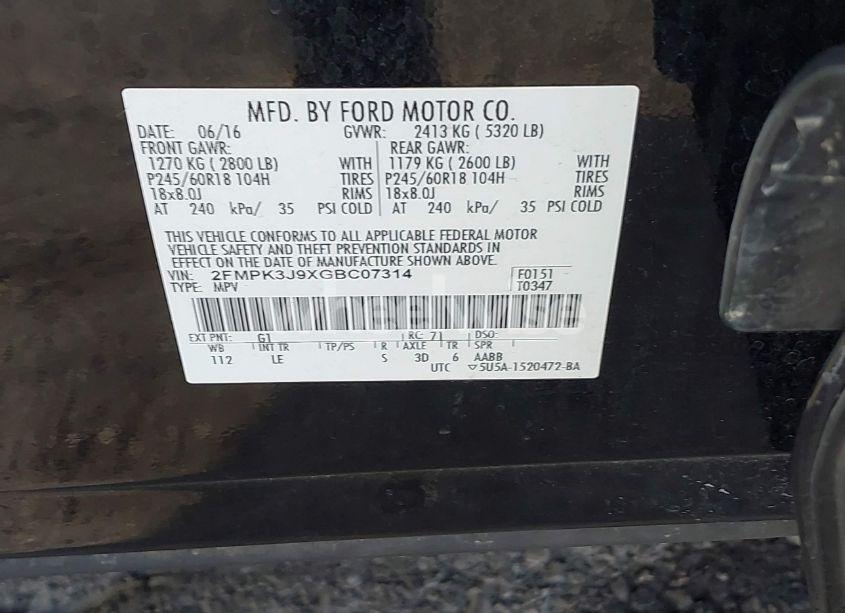 MFD. BY FORD MOTOR CO.
DATE: 06/16 GVWR: 2413 KG ( 5320 LB)
FRONT GAWR: REAR GAWR:
1270 KG ( 2800 LB) WITH 1179 KG ( 2600 LB) WITH
P245/60R18 104H TIRES P245/60R18 104H TIRES
18x8.0J RIMS 18x8.0J RIMS
AT 240 kPa/ 35 PSI COLD AT 240 kPa/ 35 PSI COLD
THIS VEHICLE CONFORMS TO ALL APPLICABLE FEDERAL MOTOR
VEHICLE SAFETY AND THEFT PREVENTION STANDARDS IN
EFFECT ON THE DATE OF MANUFACTURE SHOWN ABOVE.
VIN: 2FMPK3J9XGBC07314 F0151
TYPE: MPV T0347
EXT PNT: G1 RC: 71 DSO:
WB INT TR TP/PS R AXLE TR SPR
112 LE S 3D 6 AABB
UTC ▽5U5A-1520472-BA